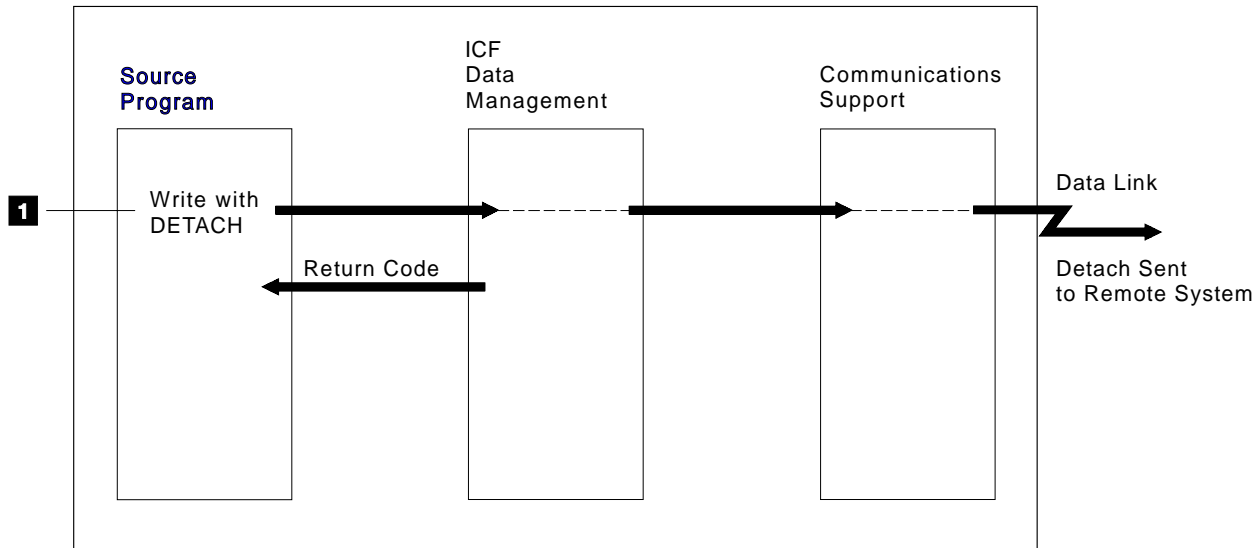 Source
Program
ICF
Data
Management
Communications
Support
1
Write with
DETACH
Data Link
Return Code
Detach Sent
to Remote System